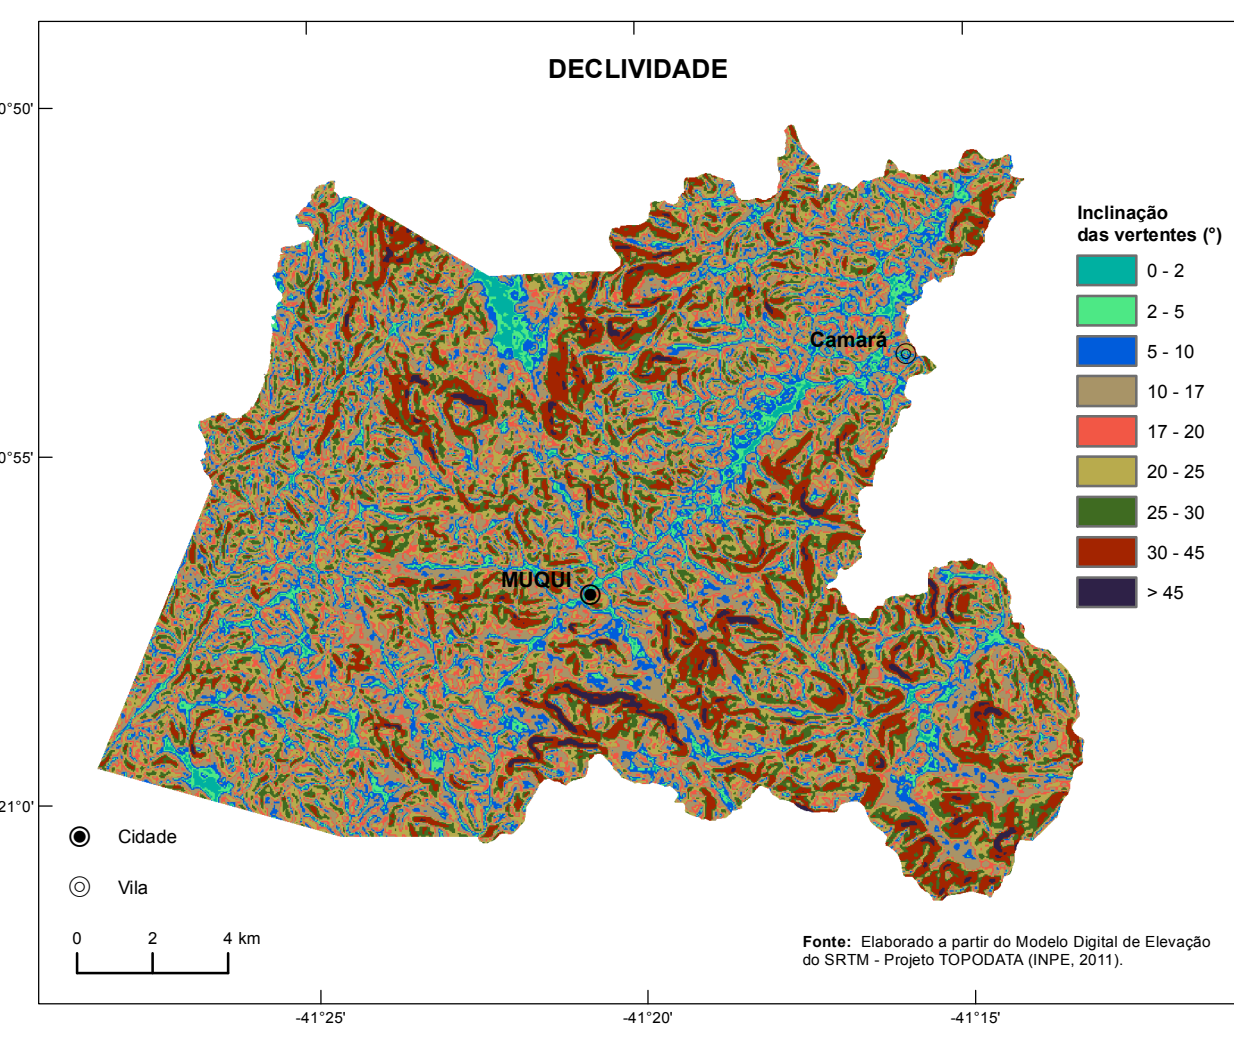 DECLIVIDADE
0°50'
Inclinação
das vertentes (°)
0 - 2
2 - 5
5 - 10
10 - 17
17 - 20
20 - 25
25 - 30
30 - 45
> 45
Camará
0°55'
MUQUI
21°0'
Cidade
Vila
0 2 4 km
Fonte: Elaborado a partir do Modelo Digital de Elevação
do SRTM - Projeto TOPODATA (INPE, 2011).
-41°25' -41°20' -41°15'